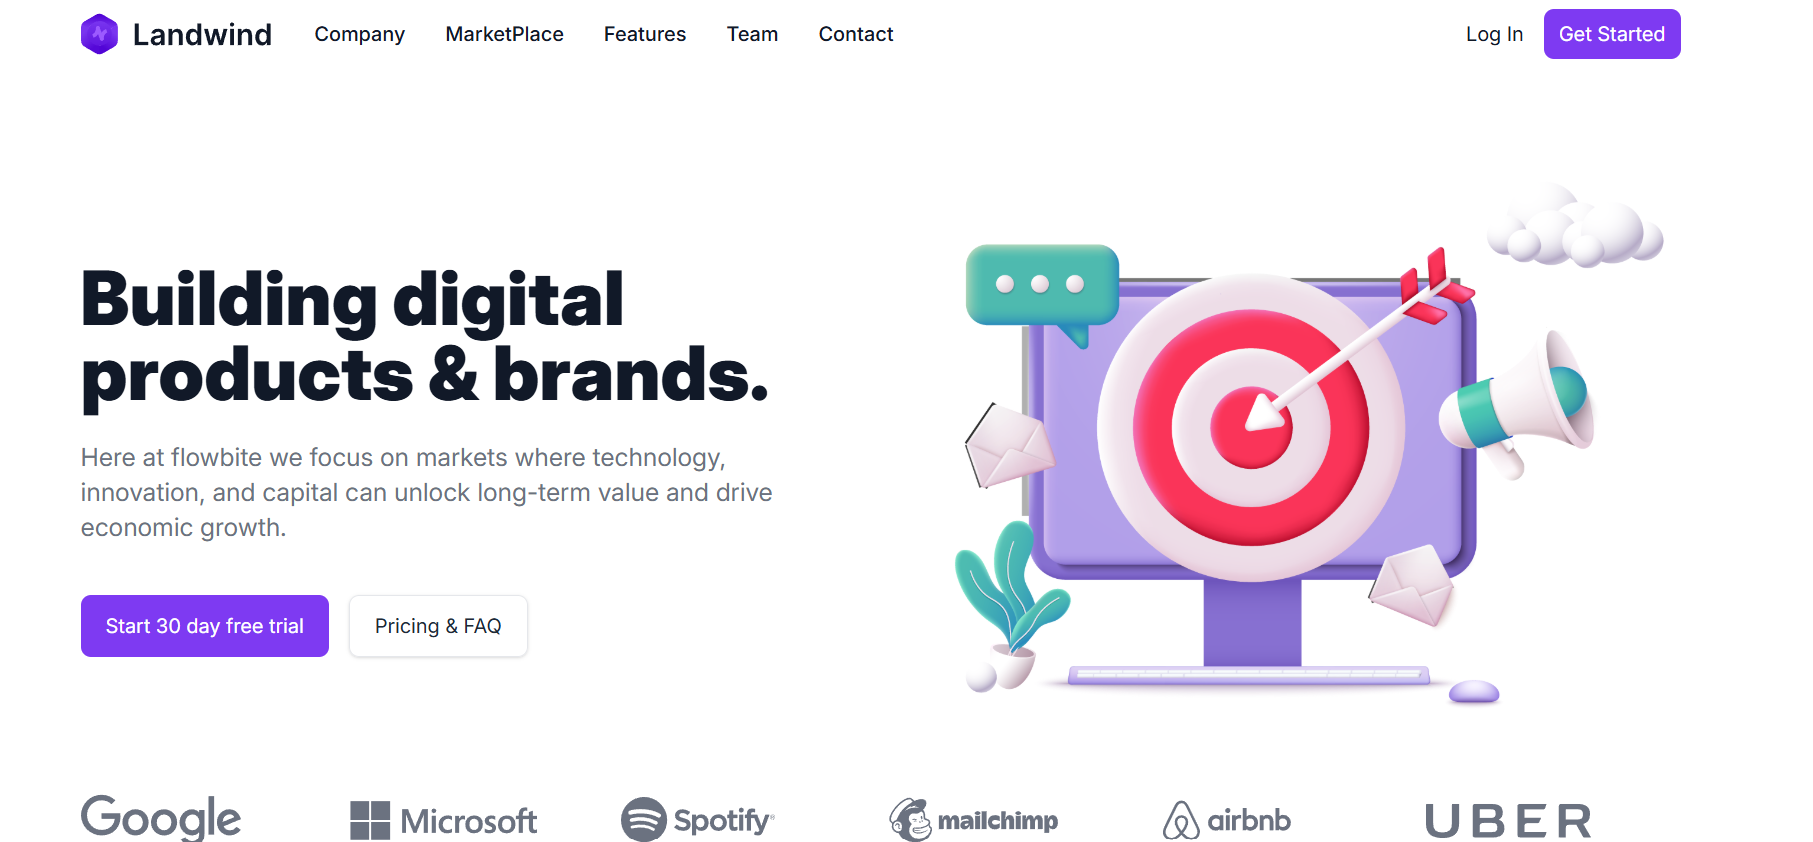 Landwind
Company MarketPlace Features Team Contact
Log In Get Started
Building digital
products & brands.
Here at flowbite we focus on markets where technology,
innovation, and capital can unlock long-term value and drive
economic growth.
Start 30 day free trial Pricing & FAQ
Google Microsoft Spotify® mailchimp airbnb UBER